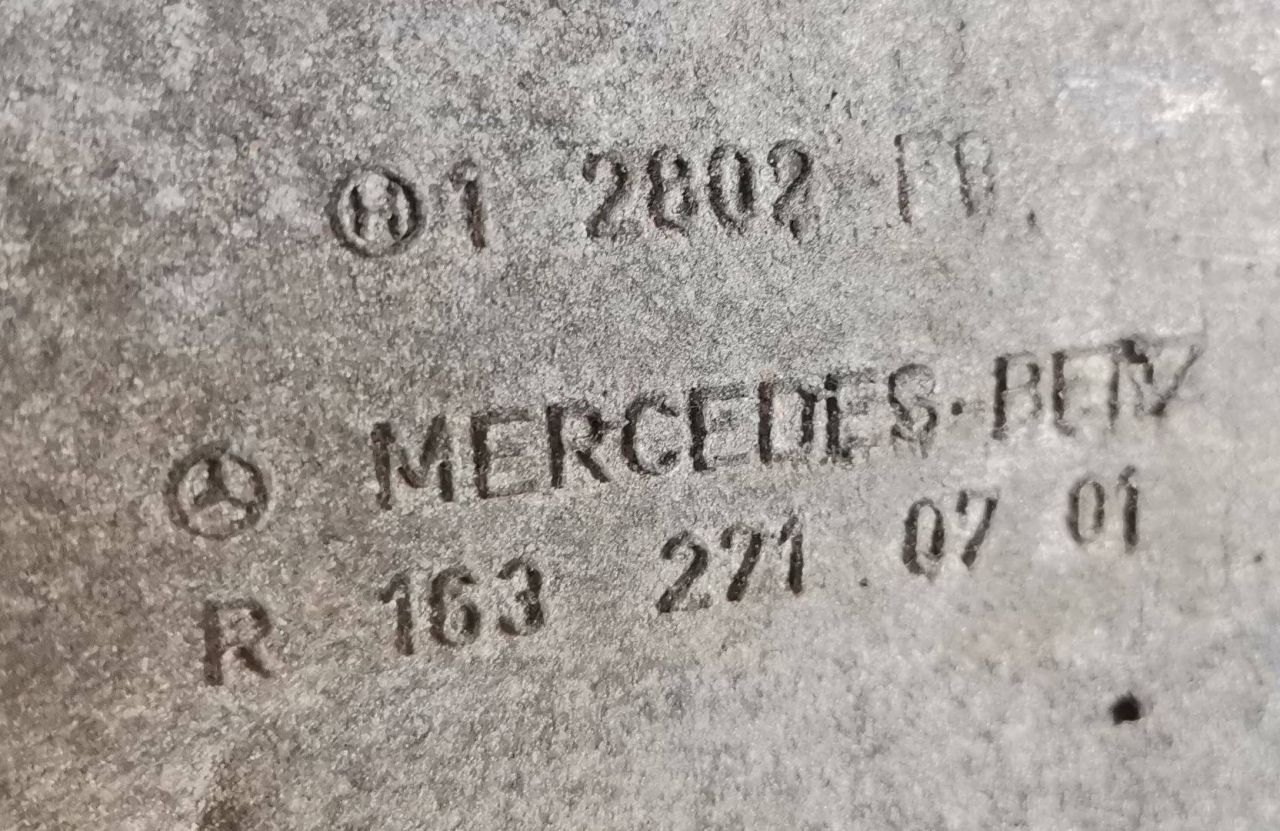 H 1 2802
MERCEDES-BENZ
R 163 271 07 01